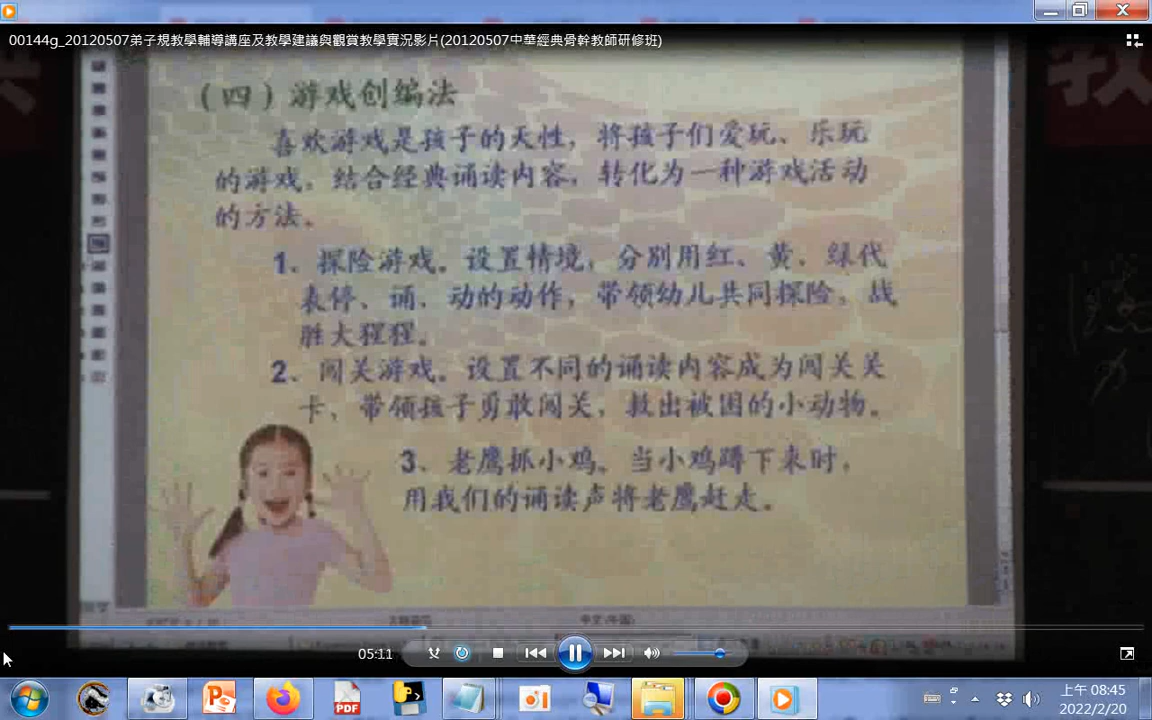 00144g_20120507弟子規教學輔導講座及教學建議與觀賞教學實況影片(20120507中華經典骨幹教師研修班)
（四）游戏创编法
喜欢游戏是孩子的天性，将孩子们爱玩、乐玩
的游戏。结合经典诵读内容，转化为一种游戏活动
的方法。
1、探险游戏。设置情境，分别用红、黄、绿代
表停、诵、动的动作，带领幼儿共同探险。战
胜大猩猩。
2、闯关游戏。设置不同的诵读内容成为闯关关
卡、带领孩子勇敢闯关，救出被困的小动物。
3、老鹰抓小鸡。当小鸡蹲下来时，
用我们的诵读声将老鹰赶走。
05:11
PDF
上午 08:45
2022/2/20